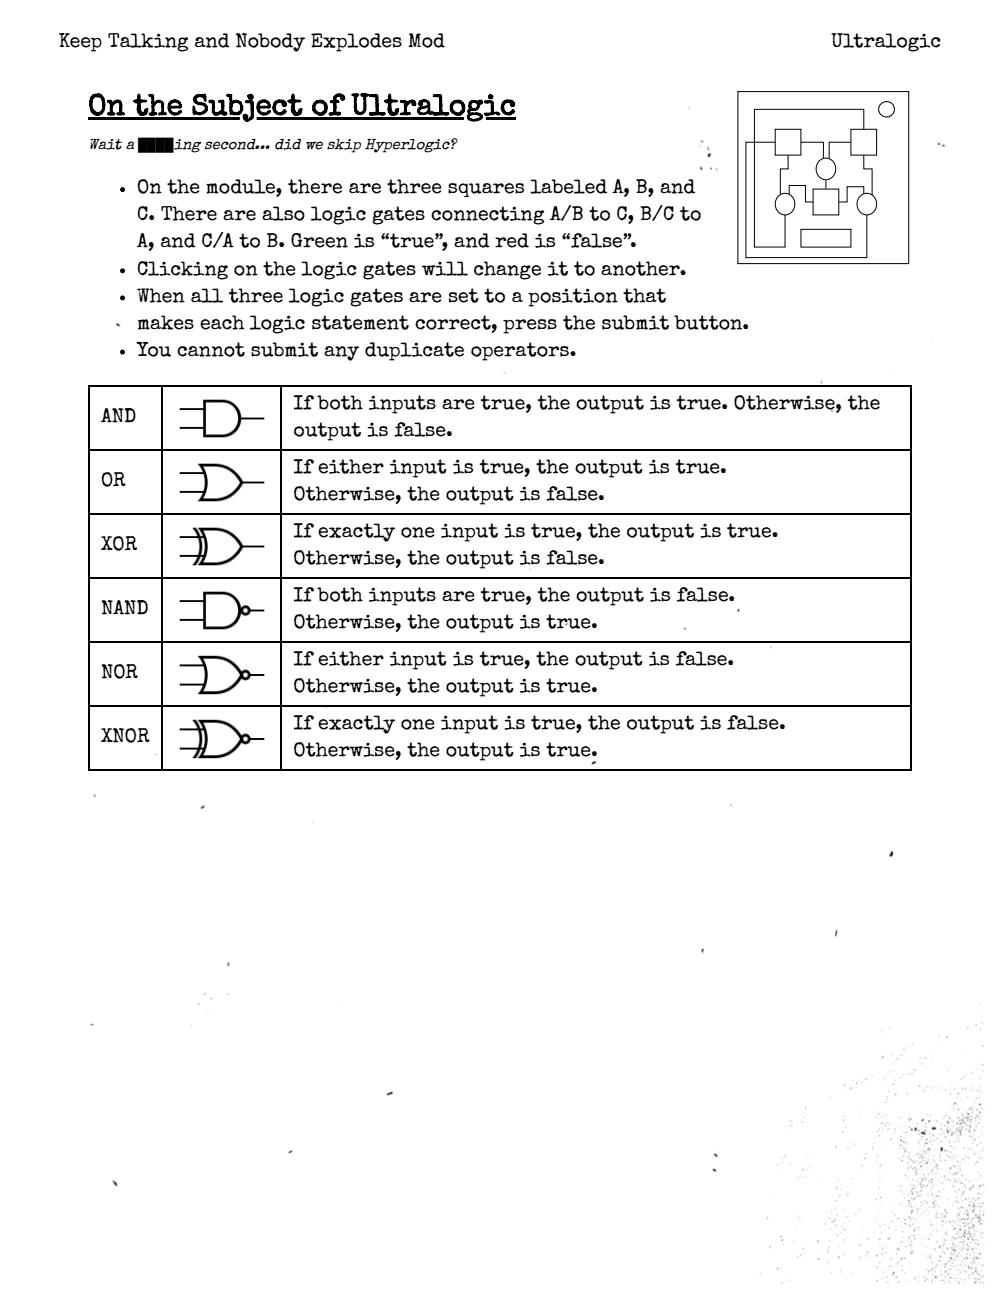 Keep Talking and Nobody Explodes Mod
Ultralogic
On the Subject of Ultralogic
Wait a ████ing second... did we skip Hyperlogic?
• On the module, there are three squares labeled A, B, and
C. There are also logic gates connecting A/B to C, B/C to
A, and C/A to B. Green is “true”, and red is “false”.
• Clicking on the logic gates will change it to another.
• When all three logic gates are set to a position that
makes each logic statement correct, press the submit button.
• You cannot submit any duplicate operators.
AND
If both inputs are true, the output is true. Otherwise, the
output is false.
OR
If either input is true, the output is true.
Otherwise, the output is false.
XOR
If exactly one input is true, the output is true.
Otherwise, the output is false.
NAND
If both inputs are true, the output is false.
Otherwise, the output is true.
NOR
If either input is true, the output is false.
Otherwise, the output is true.
XNOR
If exactly one input is true, the output is false.
Otherwise, the output is true.